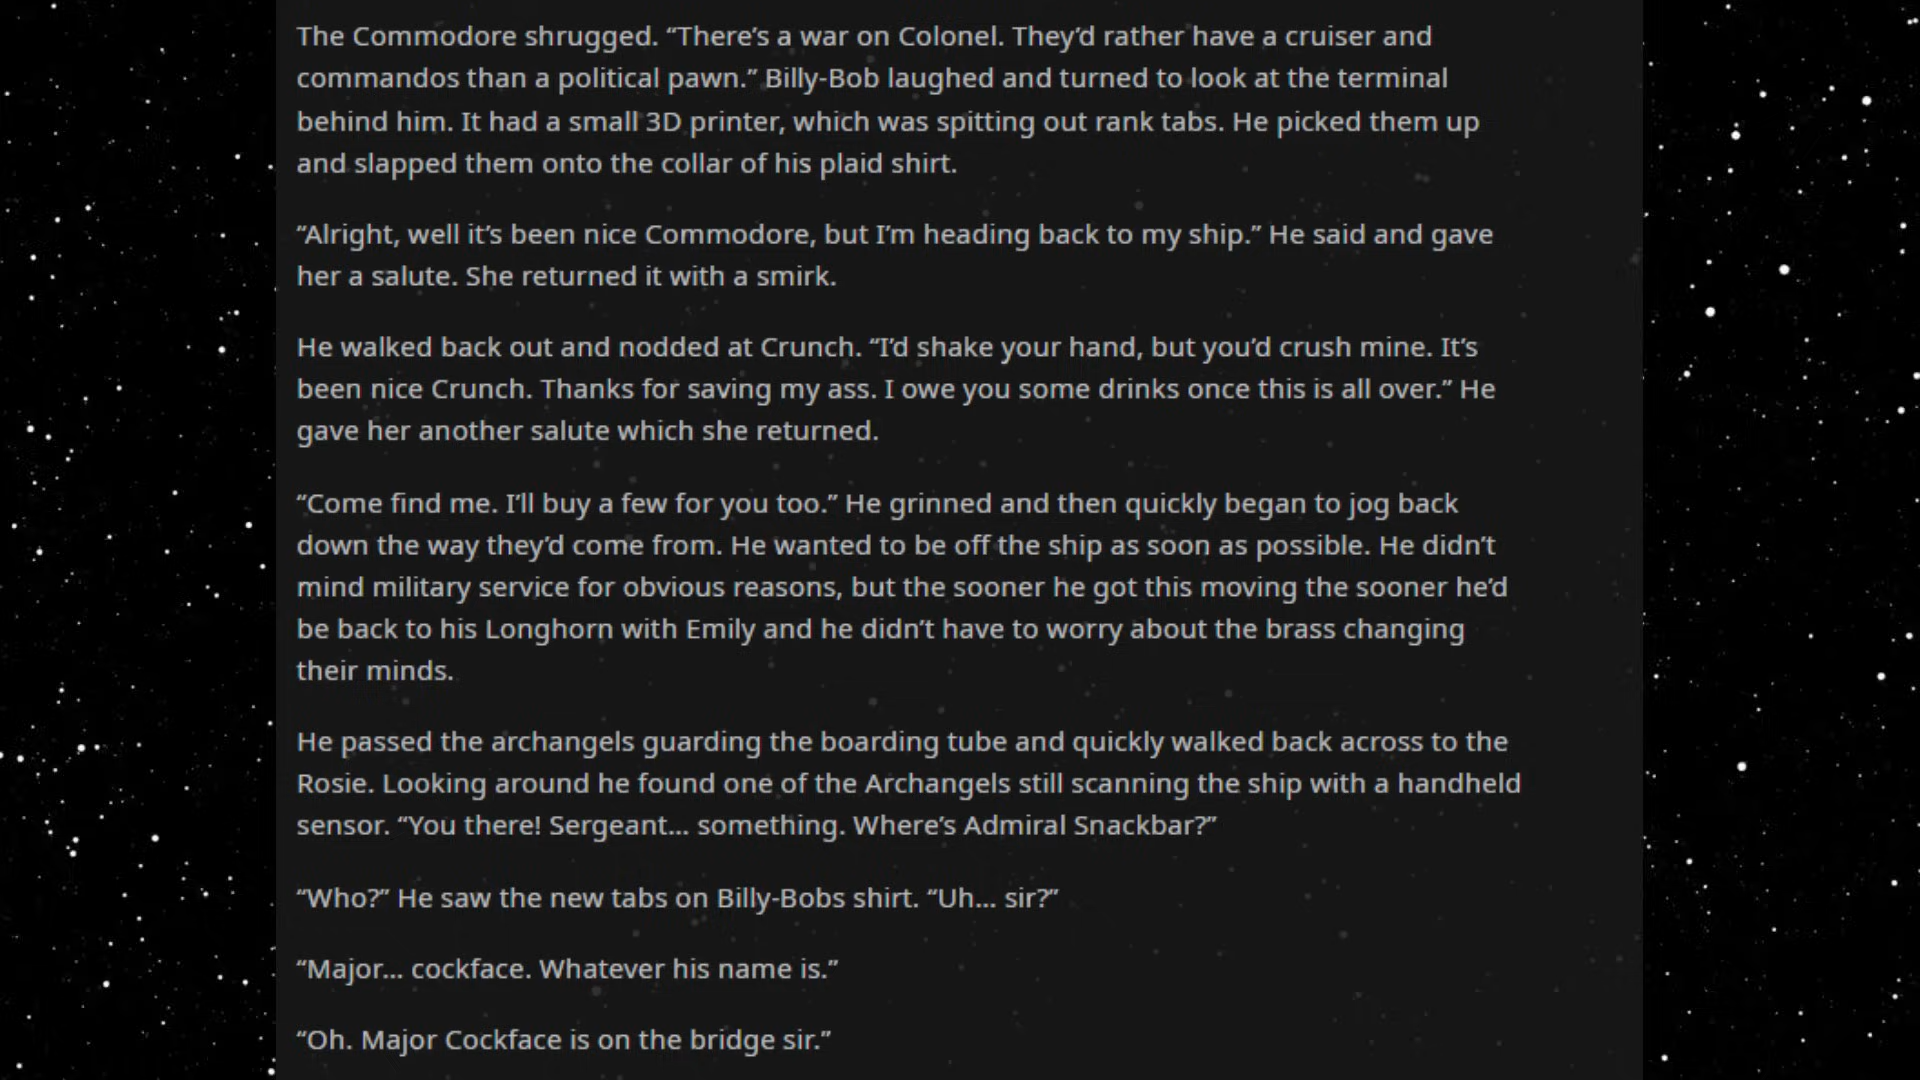 The Commodore shrugged. “There’s a war on Colonel. They’d rather have a cruiser and
commandos than a political pawn.” Billy-Bob laughed and turned to look at the terminal
behind him. It had a small 3D printer, which was spitting out rank tabs. He picked them up
and slapped them onto the collar of his plaid shirt.
“Alright, well it’s been nice Commodore, but I’m heading back to my ship.” He said and gave
her a salute. She returned it with a smirk.
He walked back out and nodded at Crunch. “I’d shake your hand, but you’d crush mine. It’s
been nice Crunch. Thanks for saving my ass. I owe you some drinks once this is all over.” He
gave her another salute which she returned.
“Come find me. I’ll buy a few for you too.” He grinned and then quickly began to jog back
down the way they’d come from. He wanted to be off the ship as soon as possible. He didn’t
mind military service for obvious reasons, but the sooner he got this moving the sooner he’d
be back to his Longhorn with Emily and he didn’t have to worry about the brass changing
their minds.
He passed the archangels guarding the boarding tube and quickly walked back across to the
Rosie. Looking around he found one of the Archangels still scanning the ship with a handheld
sensor. “You there! Sergeant… something. Where’s Admiral Snackbar?”
“Who?” He saw the new tabs on Billy-Bobs shirt. “Uh… sir?”
“Major… cockface. Whatever his name is.”
“Oh. Major Cockface is on the bridge sir.”